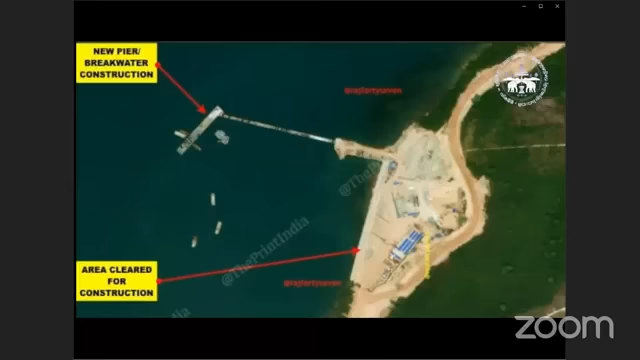 NEW PIER/
BREAKWATER
CONSTRUCTION
@rajfortyseven
@ThePrintIndia
AREA CLEARED
FOR
CONSTRUCTION
@rajfortyseven
zoom